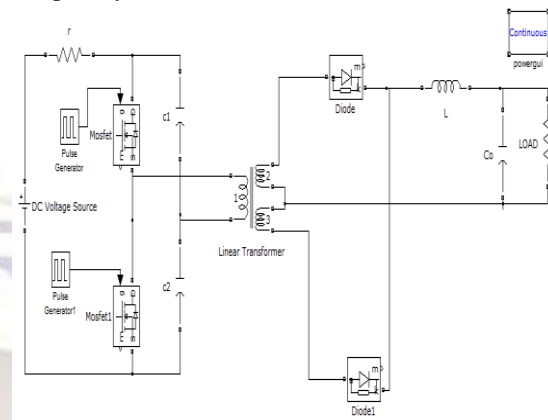 r
Continuous
powergui
m
Diode
L
g D
Mosfet
m S
c1
Pulse
Generator
Co
LOAD
1
2
3
+
DC Voltage Source
Linear Transformer
Pulse
Generator1
g D
Mosfet1
m S
c2
m
Diode1